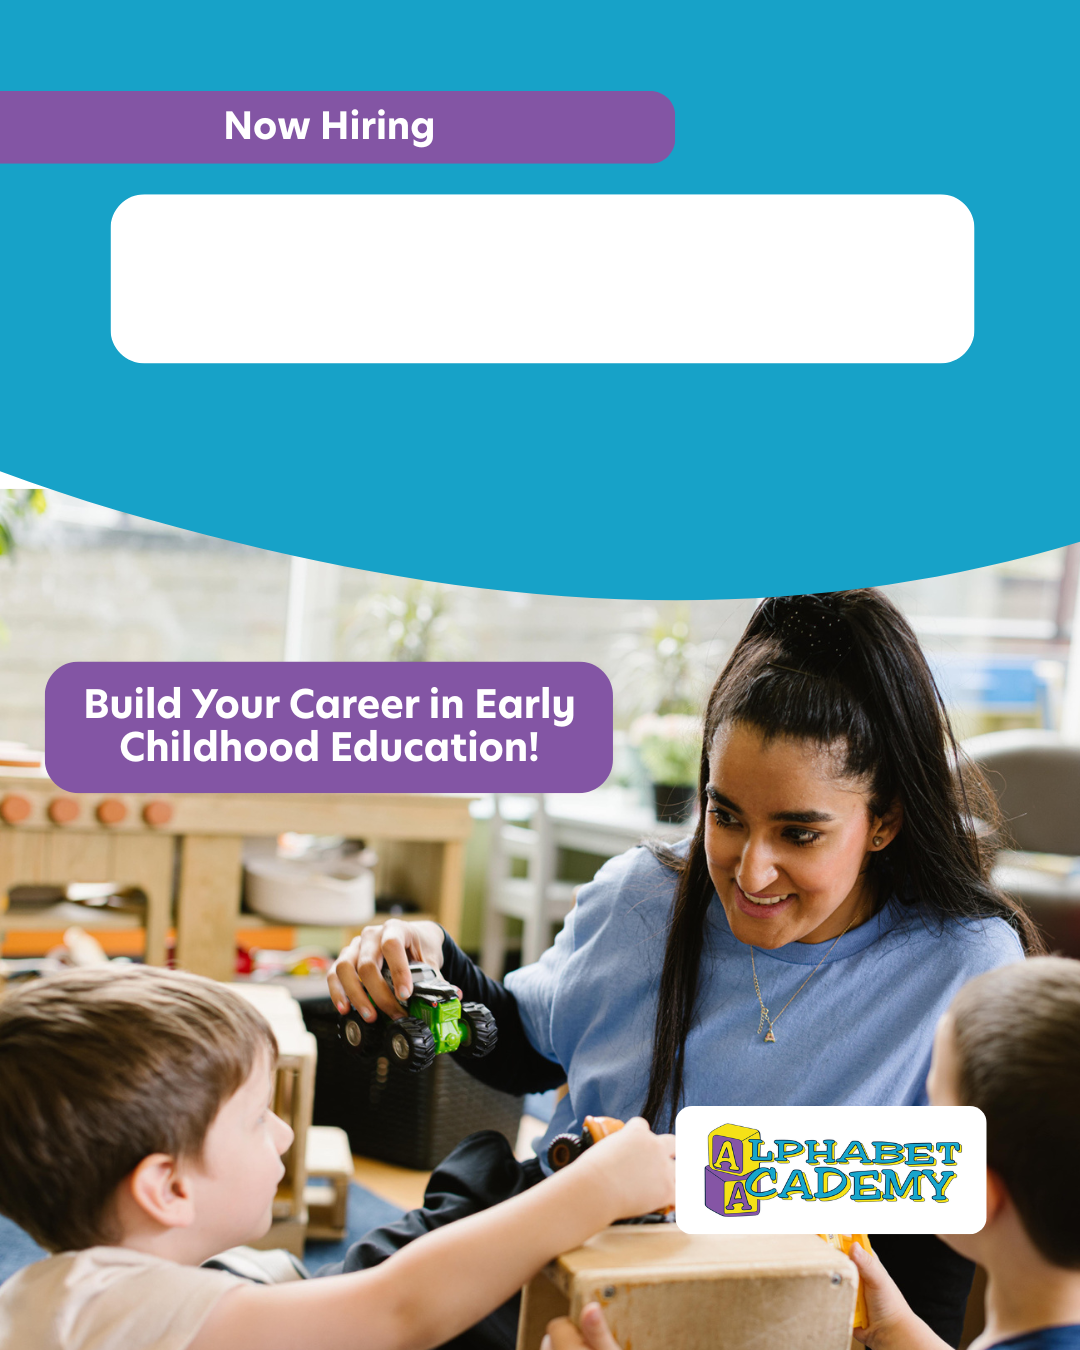 Now Hiring
Build Your Career in Early
Childhood Education!
ALPHABET
ACADEMY